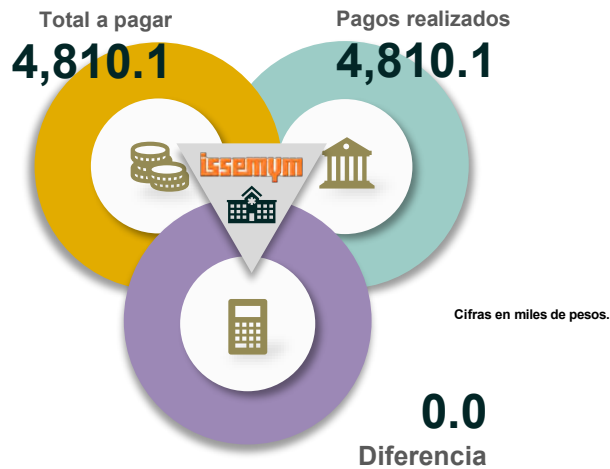 Total a pagar
4,810.1
Pagos realizados
4,810.1
issemym
Cifras en miles de pesos.
0.0
Diferencia